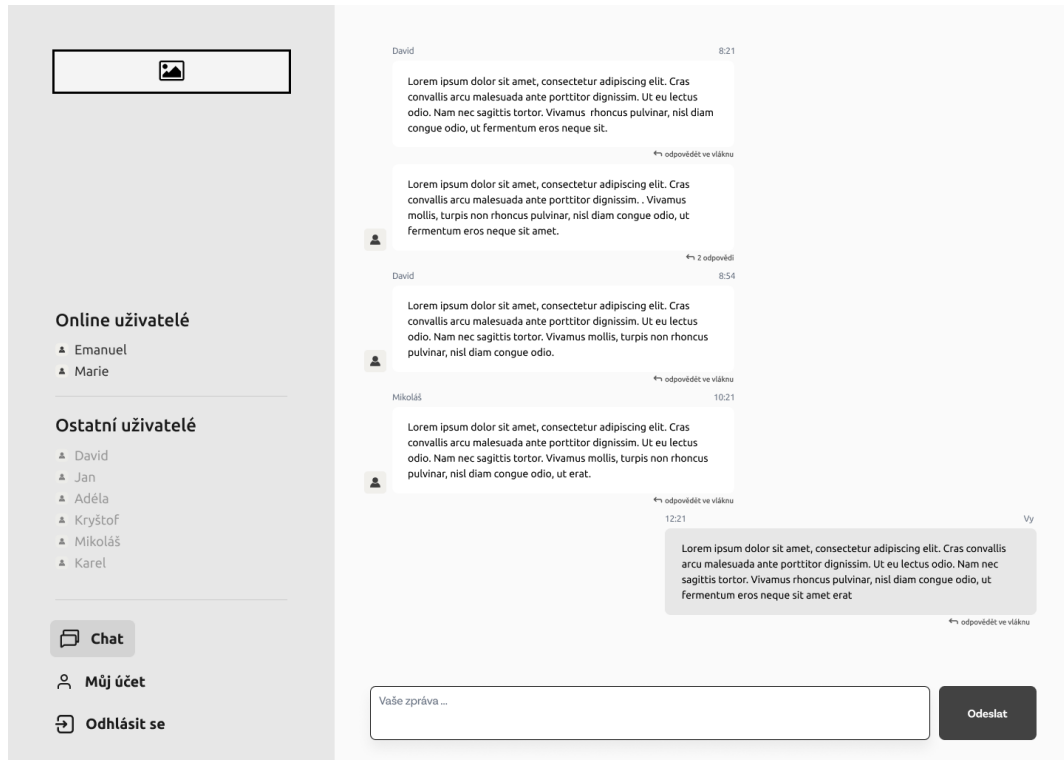 Online uživatelé
Emanuel
Marie
Ostatní uživatelé
David
Jan
Adéla
Kryštof
Mikoláš
Karel
Chat
Můj účet
Odhlásit se
David 8:21
Lorem ipsum dolor sit amet, consectetur adipiscing elit. Cras
convallis arcu malesuada ante porttitor dignissim. Ut eu lectus
odio. Nam nec sagittis tortor. Vivamus  rhoncus pulvinar, nisl diam
congue odio, ut fermentum eros neque sit.
odpovědět ve vláknu
Lorem ipsum dolor sit amet, consectetur adipiscing elit. Cras
convallis arcu malesuada ante porttitor dignissim. . Vivamus
mollis, turpis non rhoncus pulvinar, nisl diam congue odio, ut
fermentum eros neque sit amet.
2 odpovědi
David 8:54
Lorem ipsum dolor sit amet, consectetur adipiscing elit. Cras
convallis arcu malesuada ante porttitor dignissim. Ut eu lectus
odio. Nam nec sagittis tortor. Vivamus mollis, turpis non rhoncus
pulvinar, nisl diam congue odio.
odpovědět ve vláknu
Mikoláš 10:21
Lorem ipsum dolor sit amet, consectetur adipiscing elit. Cras
convallis arcu malesuada ante porttitor dignissim. Ut eu lectus
odio. Nam nec sagittis tortor. Vivamus mollis, turpis non rhoncus
pulvinar, nisl diam congue odio, ut erat.
odpovědět ve vláknu
12:21 Vy
Lorem ipsum dolor sit amet, consectetur adipiscing elit. Cras convallis
arcu malesuada ante porttitor dignissim. Ut eu lectus odio. Nam nec
sagittis tortor. Vivamus rhoncus pulvinar, nisl diam congue odio, ut
fermentum eros neque sit amet erat
odpovědět ve vláknu
Vaše zpráva ...
Odeslat